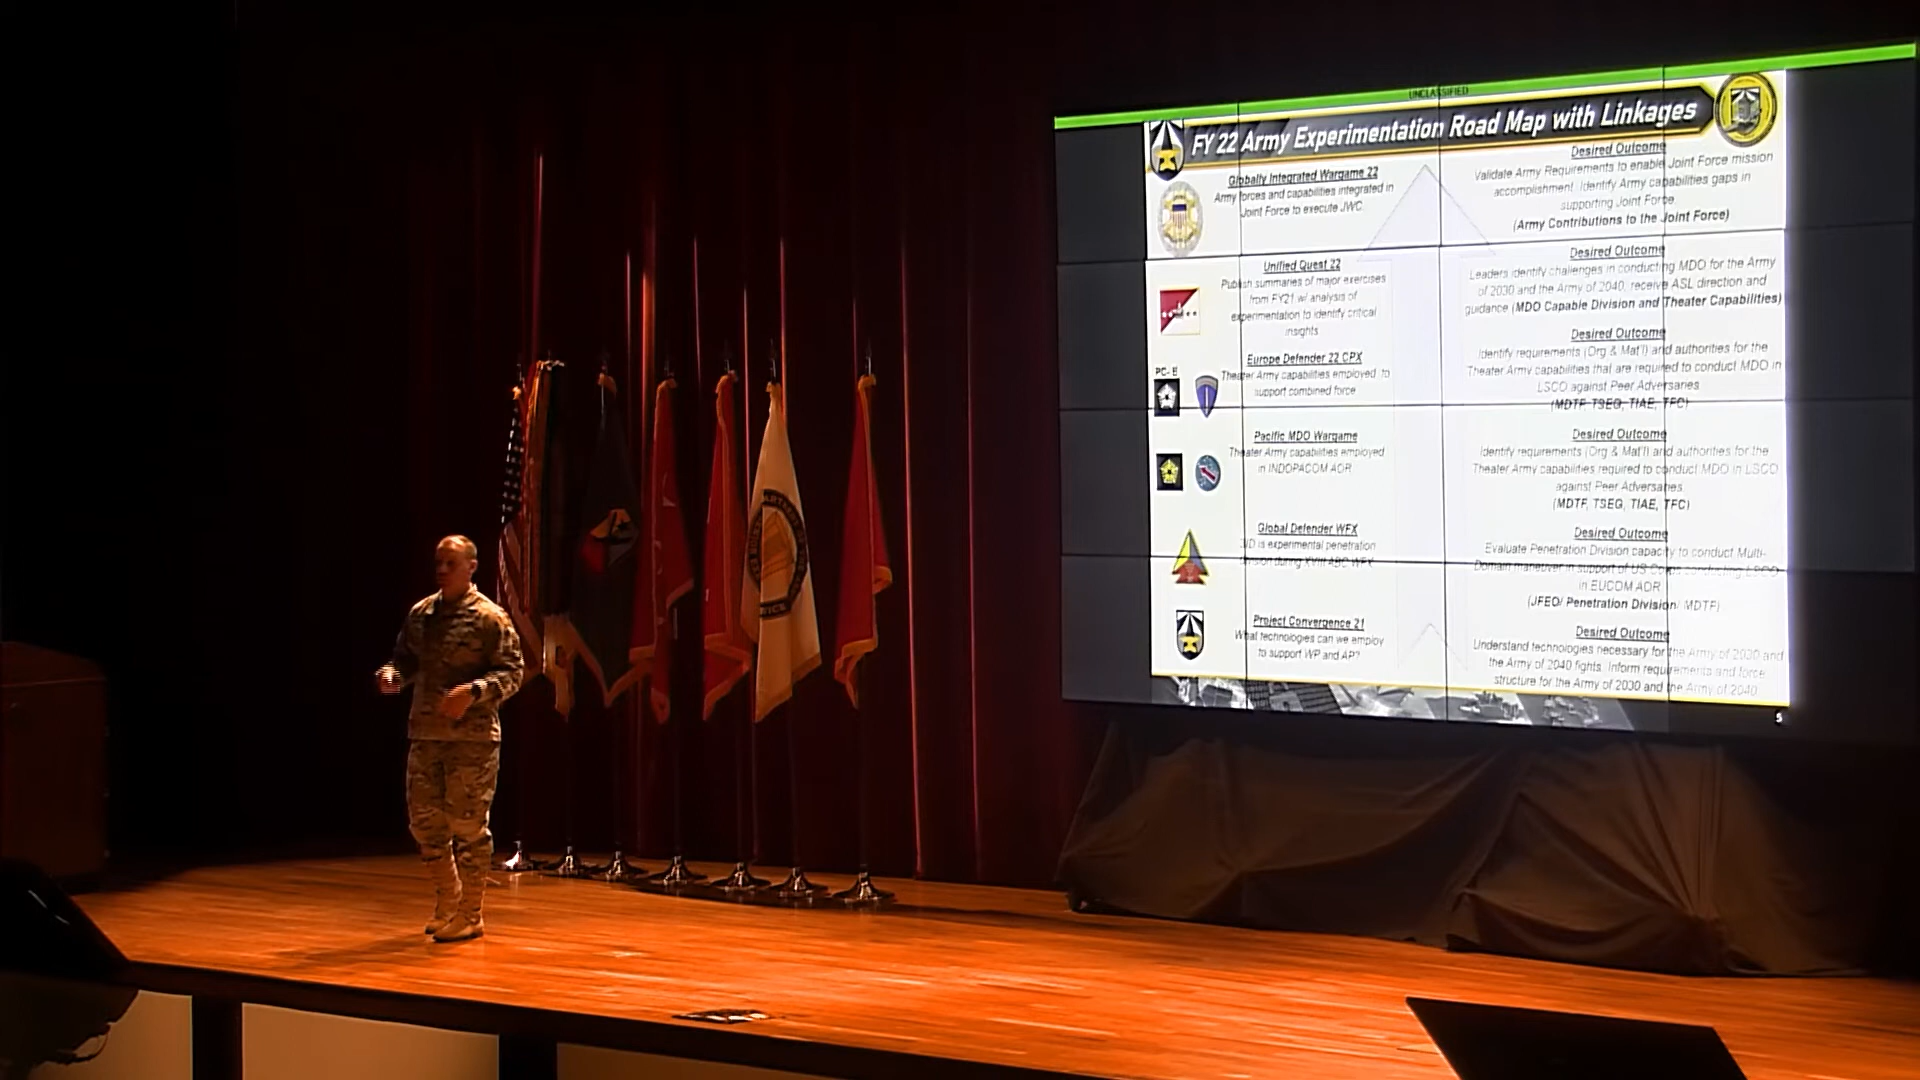 UNCLASSIFIED
FY 22 Army Experimentation Road Map with Linkages
Globally Integrated Wargame 22
Army forces and capabilities integrated in
Joint Force to execute JWC.
Desired Outcome
Validate Army Requirements to enable Joint Force mission
accomplishment. Identify Army capabilities gaps in
supporting Joint Force.
(Army Contributions to the Joint Force)
Unified Quest 22
Publish summaries of major exercises
from FY21 w/ analysis of
experimentation to identify critical
insights
Desired Outcome
Leaders identify challenges in conducting MDO for the Army
of 2030 and the Army of 2040, receive ASL direction and
guidance (MDO Capable Division and Theater Capabilities)
PC- E
Europe Defender 22 CPX
Theater Army capabilities employed to
support combined force
Desired Outcome
Identify requirements (Org & Mat'l) and authorities for the
Theater Army capabilities that are required to conduct MDO in
LSCO against Peer Adversaries
(MDTF, TSEG, TIAE, TFC)
Pacific MDO Wargame
Theater Army capabilities employed
in INDOPACOM AOR
Desired Outcome
Identify requirements (Org & Mat'l) and authorities for the
Theater Army capabilities required to conduct MDO in LSCO
against Peer Adversaries
(MDTF, TSEG, TIAE, TFC)
Global Defender WFX
is experimental penetration
division during XVIII ABC WFX
Desired Outcome
Evaluate Penetration Division capacity to conduct Multi-
Domain maneuver in support of US Corps conducting LSCO
in EUCOM AOR
(JFEO/ Penetration Division/ MDTF)
Project Convergence 21
What technologies can we employ
to support WP and AP?
Desired Outcome
Understand technologies necessary for the Army of 2030 and
the Army of 2040 fights. Inform requirements and force
structure for the Army of 2030 and the Army of 2040
5